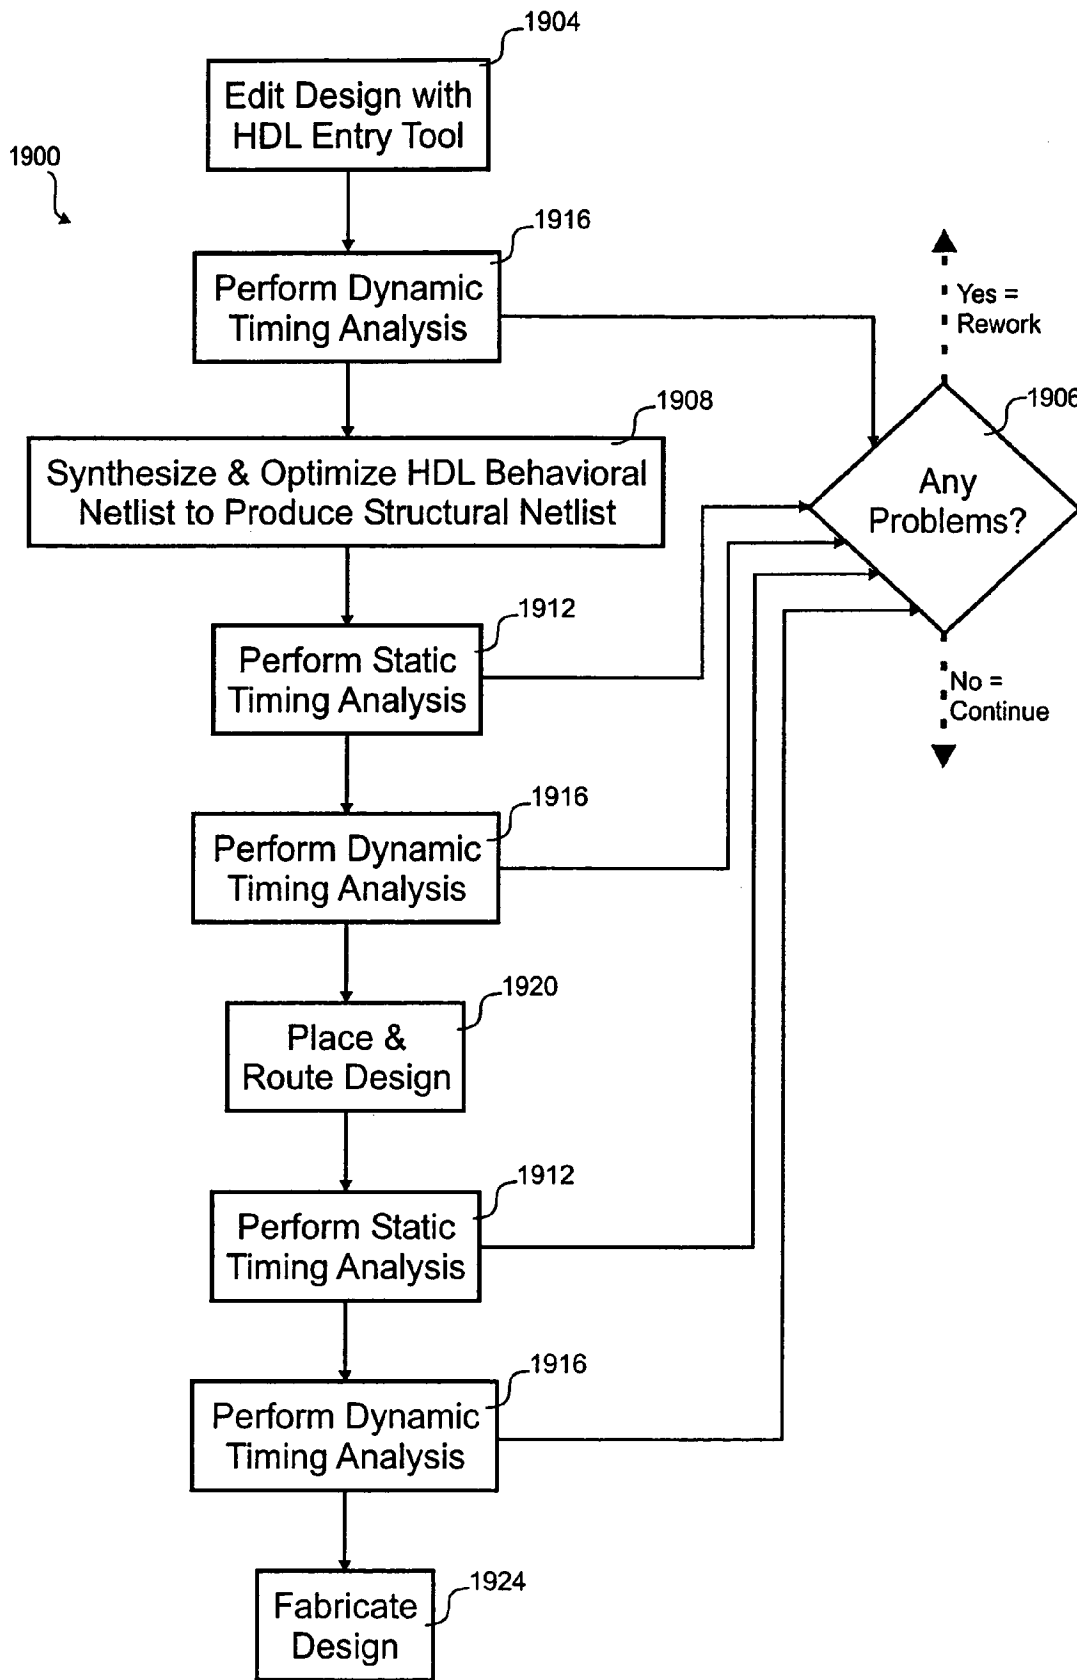 1904
Edit Design with
HDL Entry Tool
1900
1916
Perform Dynamic
Timing Analysis
Yes =
Rework
1908
1906
Synthesize & Optimize HDL Behavioral
Netlist to Produce Structural Netlist
Any
Problems?
1912
Perform Static
Timing Analysis
No =
Continue
1916
Perform Dynamic
Timing Analysis
1920
Place &
Route Design
1912
Perform Static
Timing Analysis
1916
Perform Dynamic
Timing Analysis
1924
Fabricate
Design